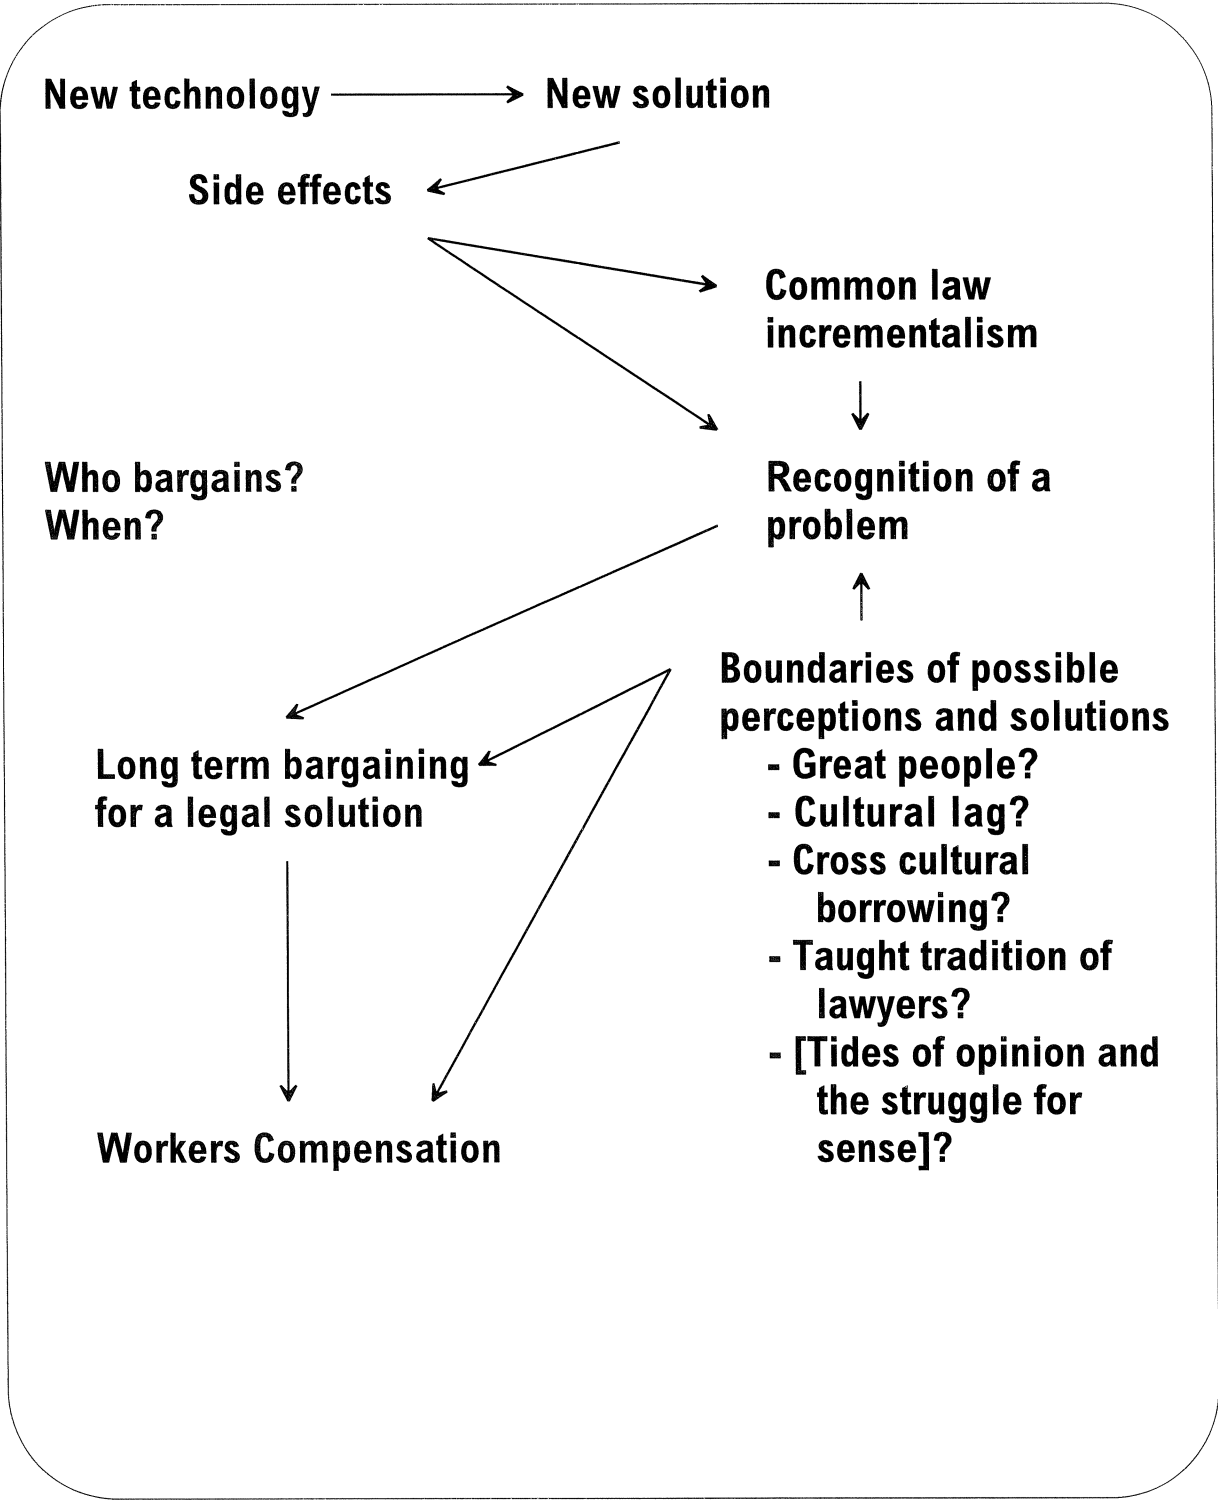 New technology
New solution
Side effects
Common law
incrementalism
Who bargains?
When?
Recognition of a
problem
Boundaries of possible
perceptions and solutions
- Great people?
- Cultural lag?
- Cross cultural
borrowing?
- Taught tradition of
lawyers?
- [Tides of opinion and
the struggle for
sense]?
Long term bargaining
for a legal solution
Workers Compensation